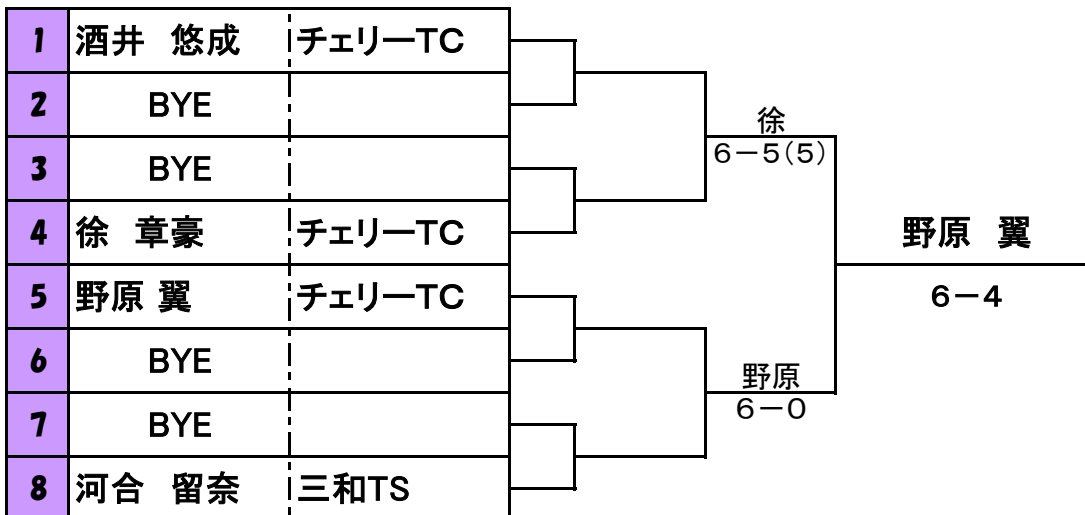 1 酒井 悠成 チェリーTC
2 BYE
3 BYE
4 徐 章豪 チェリーTC
5 野原 翼 チェリーTC
6 BYE
7 BYE
8 河合 留奈 三和TS
徐
6-5(5)
野原
6-0
野原 翼
6-4